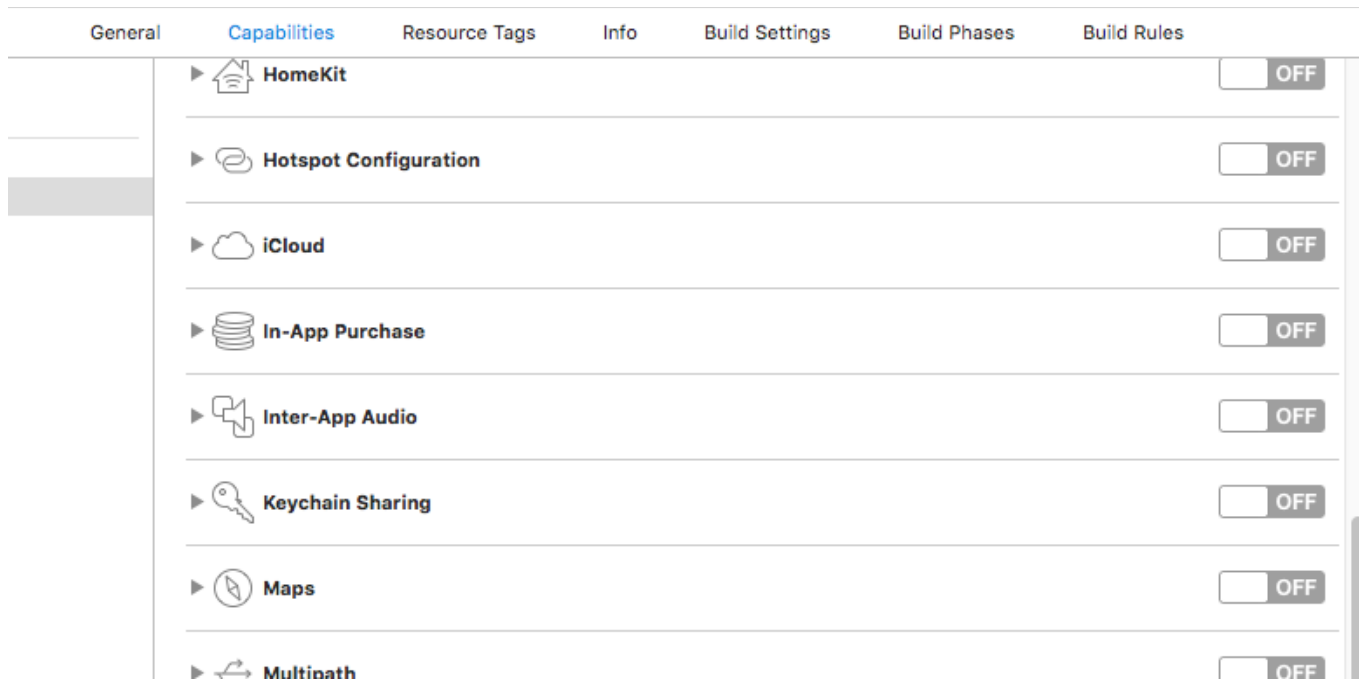 General Capabilities Resource Tags Info Build Settings Build Phases Build Rules
HomeKit OFF
Hotspot Configuration OFF
iCloud OFF
In-App Purchase OFF
Inter-App Audio OFF
Keychain Sharing OFF
Maps OFF
Multipath OFF